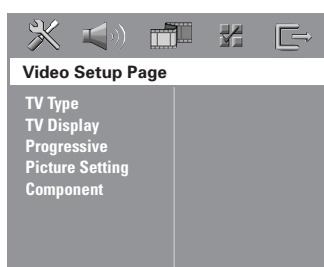 Video Setup Page
TV Type
TV Display
Progressive
Picture Setting
Component